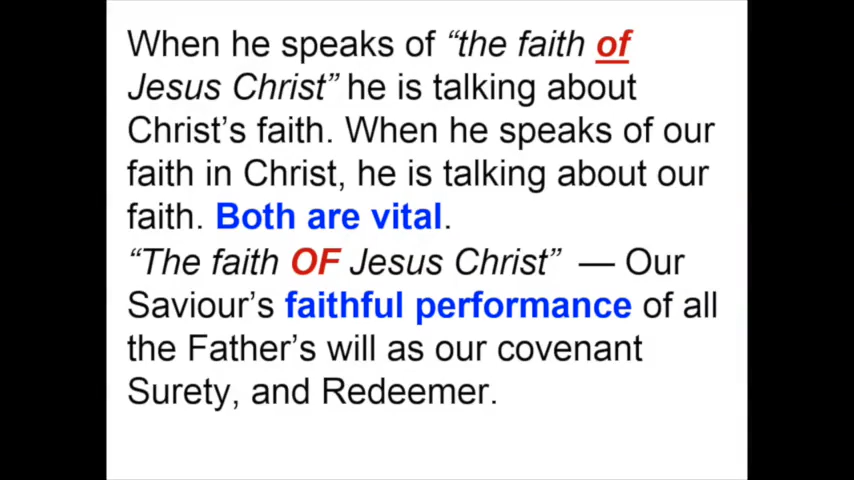 When he speaks of “the faith of
Jesus Christ” he is talking about
Christ’s faith. When he speaks of our
faith in Christ, he is talking about our
faith. Both are vital.
“The faith OF Jesus Christ” — Our
Saviour’s faithful performance of all
the Father’s will as our covenant
Surety, and Redeemer.